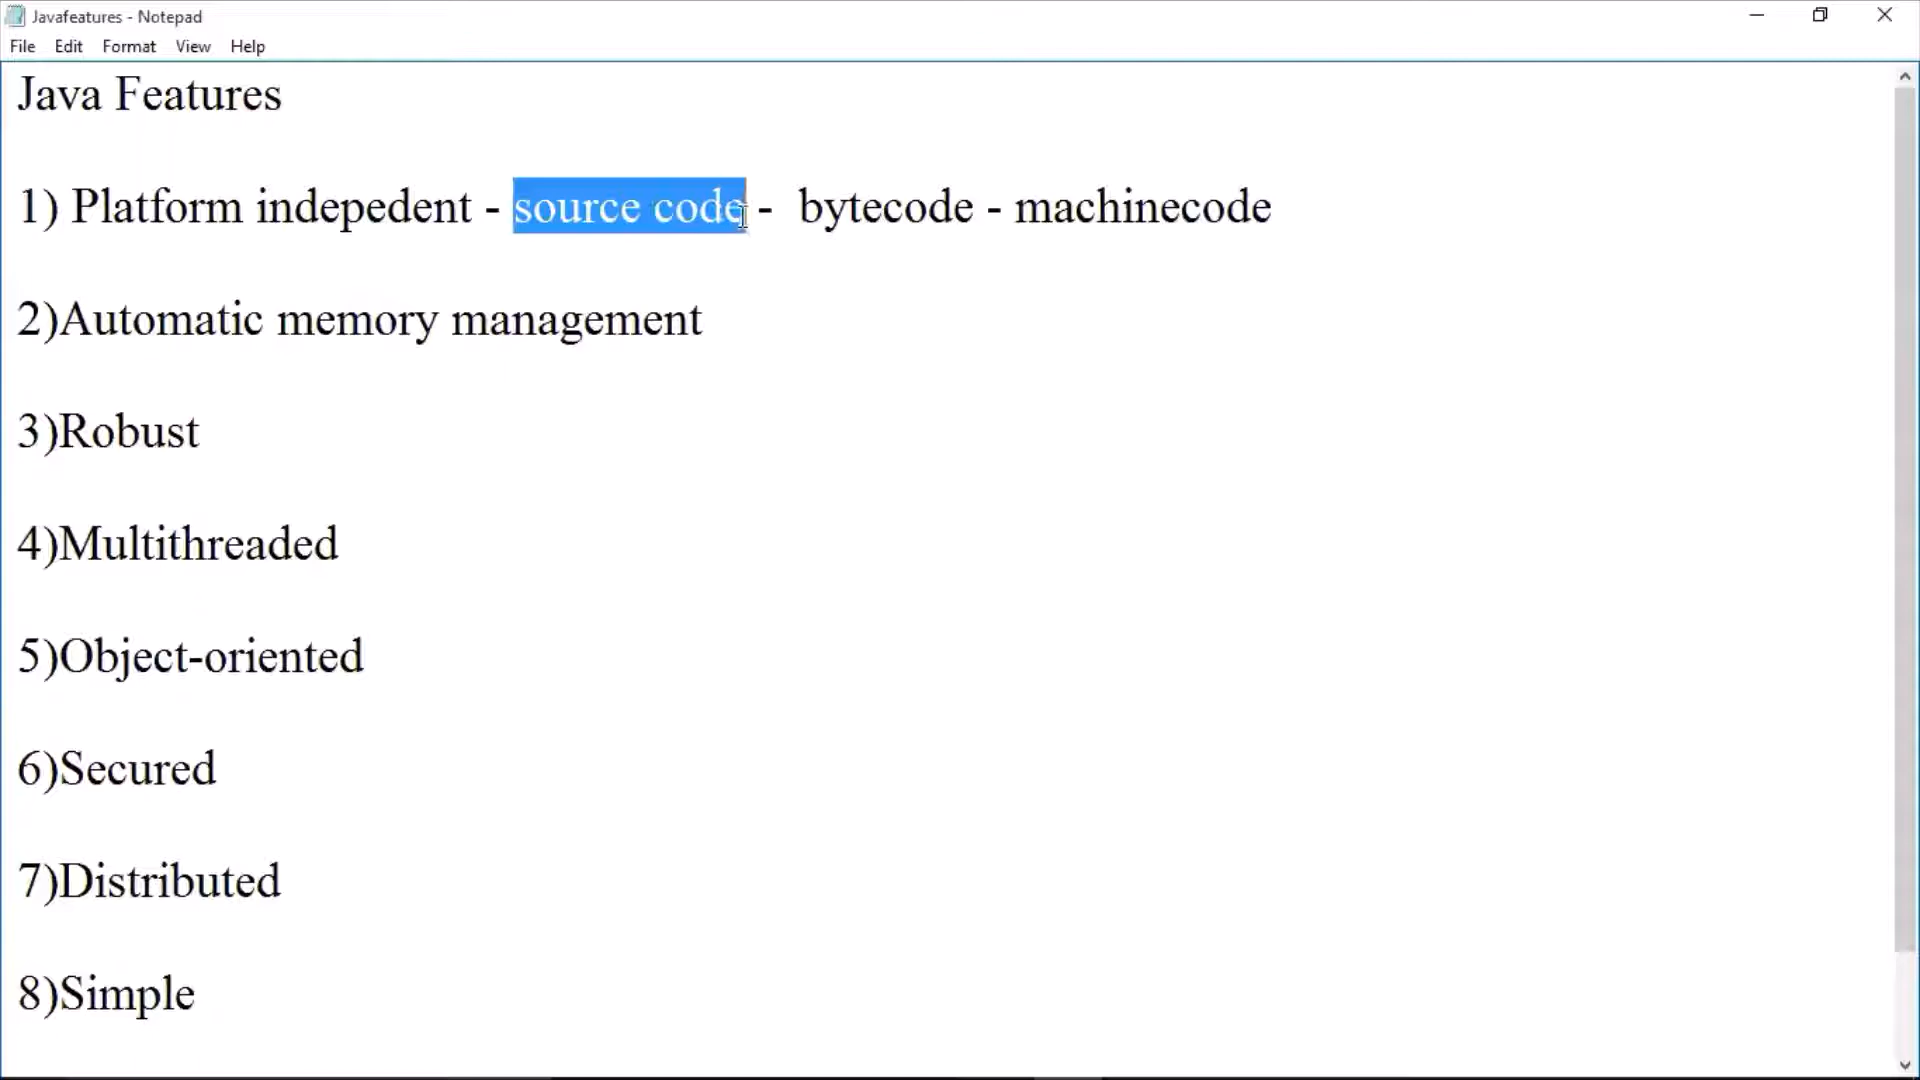 Javafeatures - Notepad
File Edit Format View Help
Java Features
1) Platform indepedent - source code -  bytecode - machinecode
2)Automatic memory management
3)Robust
4)Multithreaded
5)Object-oriented
6)Secured
7)Distributed
8)Simple